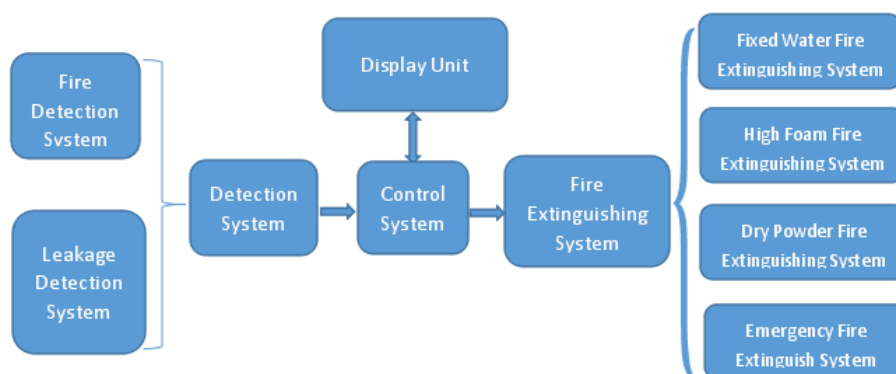 Fire
Detection
System
Leakage
Detection
System
Detection
System
Display Unit
Control
System
Fire
Extinguishing
System
Fixed Water Fire
Extinguishing System
High Foam Fire
Extinguishing System
Dry Powder Fire
Extinguishing System
Emergency Fire
Extinguish System